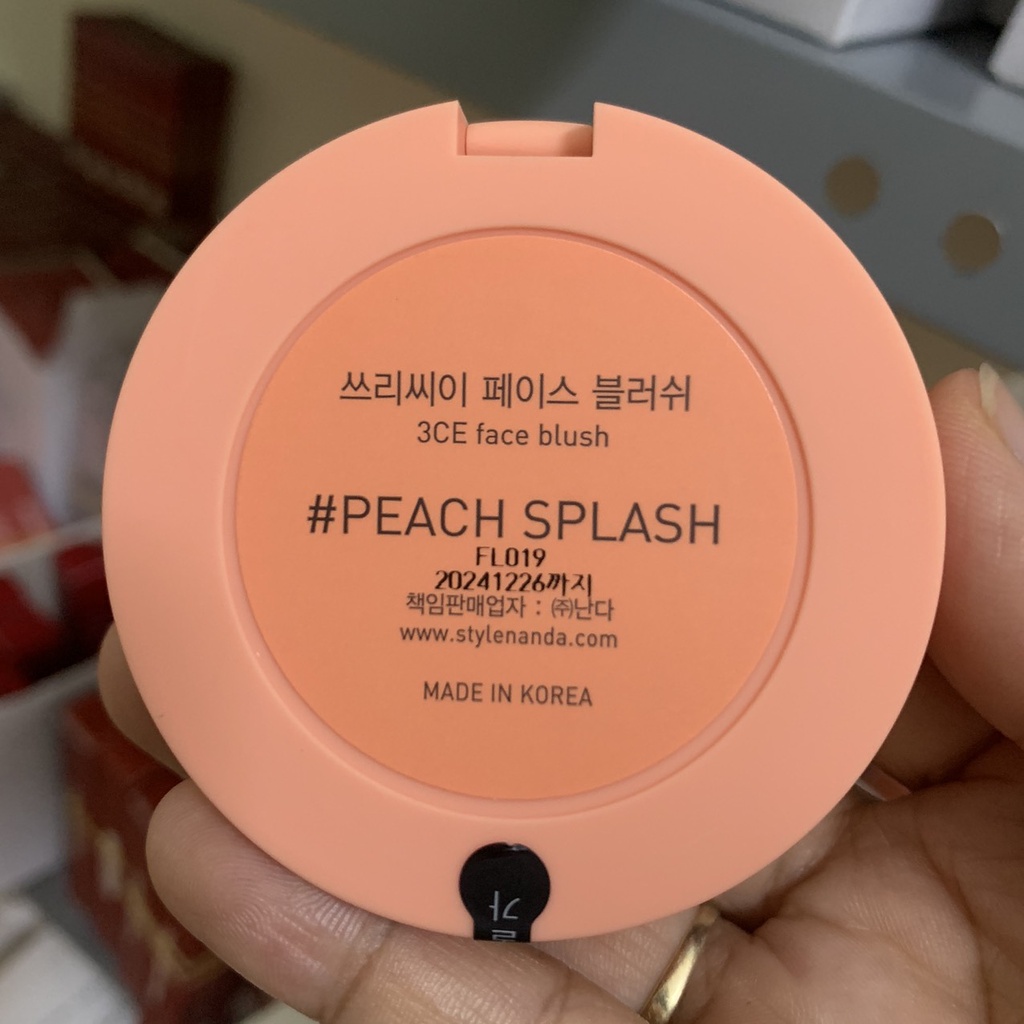 쓰리씨이 페이스 블러쉬
3CE face blush
#PEACH SPLASH
FL019
20241226까지
책임판매업자 : ㈜난다
www.stylenanda.com
MADE IN KOREA
가